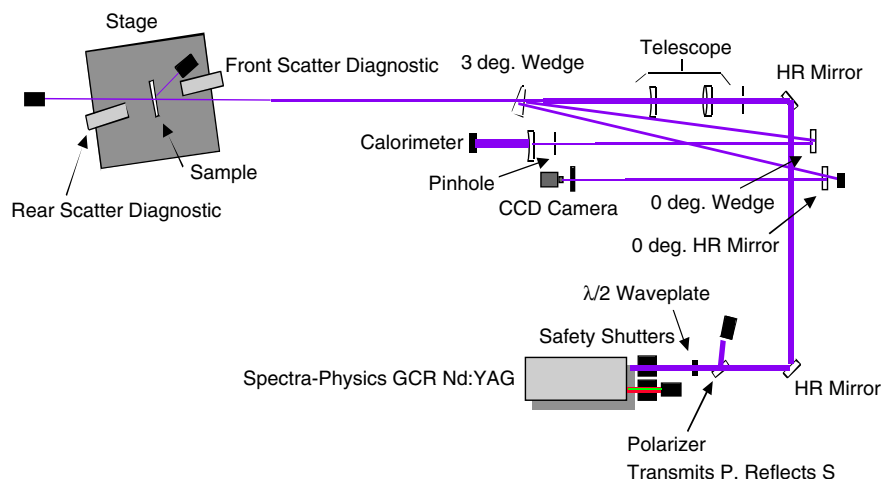 Stage
Telescope
3 deg. Wedge
Front Scatter Diagnostic
HR Mirror
Calorimeter
Sample
Pinhole
Rear Scatter Diagnostic
CCD Camera
0 deg. Wedge
0 deg. HR Mirror
λ/2 Waveplate
Safety Shutters
Spectra-Physics GCR Nd:YAG
HR Mirror
Polarizer
Transmits P, Reflects S